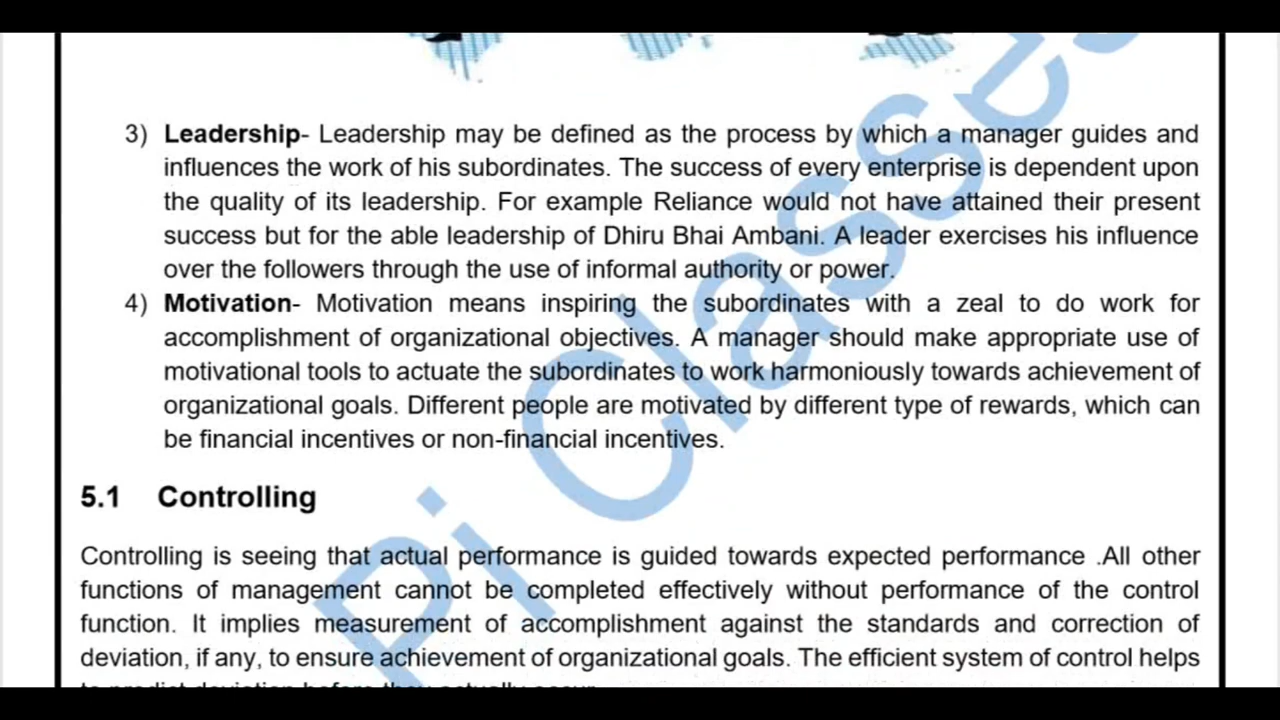 3) Leadership- Leadership may be defined as the process by which a manager guides and
influences the work of his subordinates. The success of every enterprise is dependent upon
the quality of its leadership. For example Reliance would not have attained their present
success but for the able leadership of Dhiru Bhai Ambani. A leader exercises his influence
over the followers through the use of informal authority or power.
4) Motivation- Motivation means inspiring the subordinates with a zeal to do work for
accomplishment of organizational objectives. A manager should make appropriate use of
motivational tools to actuate the subordinates to work harmoniously towards achievement of
organizational goals. Different people are motivated by different type of rewards, which can
be financial incentives or non-financial incentives.
5.1 Controlling
Controlling is seeing that actual performance is guided towards expected performance .All other
functions of management cannot be completed effectively without performance of the control
function. It implies measurement of accomplishment against the standards and correction of
deviation, if any, to ensure achievement of organizational goals. The efficient system of control helps
to predict deviation before they actually occur.
Pi Classes